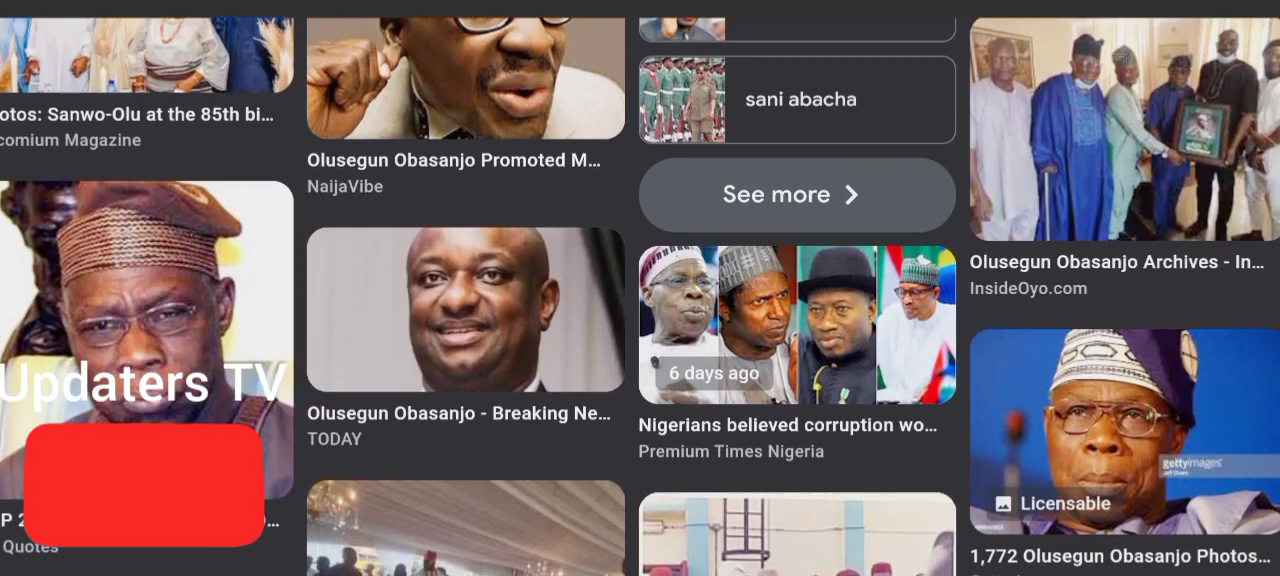 otos: Sanwo-Olu at the 85th bi...
comium Magazine
Updaters TV
P 2
...
Quotes
Olusegun Obasanjo Promoted M...
NaijaVibe
Olusegun Obasanjo - Breaking Ne...
TODAY
sani abacha
See more
6 days ago
Nigerians believed corruption wo...
Premium Times Nigeria
Olusegun Obasanjo Archives - In...
InsideOyo.com
gettyimages
Licensable
1,772 Olusegun Obasanjo Photos...